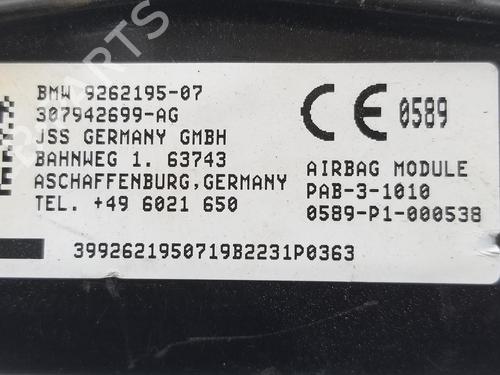 BMW 9262195-07
307942699-AG
JSS GERMANY GMBH
BAHNWEG 1. 63743
ASCHAFFENBURG,GERMANY
TEL. +49 6021 650
CE 0589
AIRBAG MODULE
PAB-3-1010
0589-P1-000538
3992621950719B2231P0363